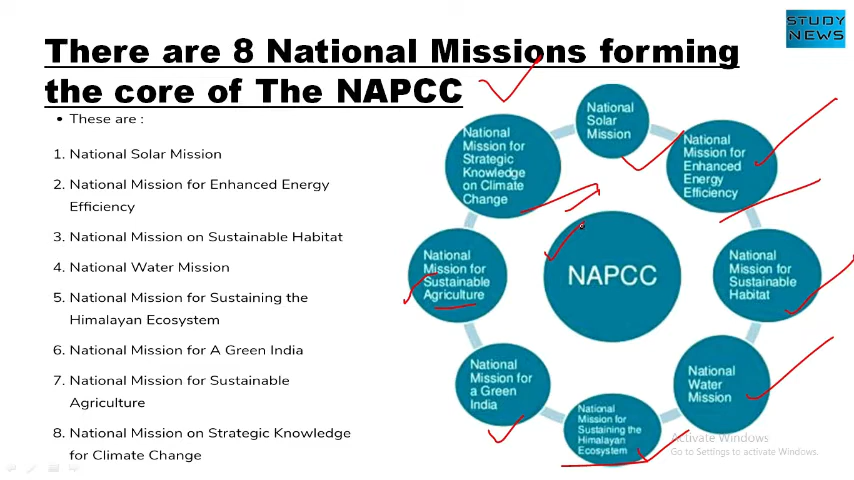 STUDY
NEWS
There are 8 National Missions forming
the core of The NAPCC
• These are :
1. National Solar Mission
2. National Mission for Enhanced Energy
Efficiency
3. National Mission on Sustainable Habitat
4. National Water Mission
5. National Mission for Sustaining the
Himalayan Ecosystem
6. National Mission for A Green India
7. National Mission for Sustainable
Agriculture
8. National Mission on Strategic Knowledge
for Climate Change
National
Solar
Mission
National
Mission for
Enhanced
Energy
Efficiency
National
Mission for
Sustainable
Habitat
National
Water
Mission
National
Mission for
Sustaining the
Himalayan
Ecosystem
National
Mission for
a Green
India
National
Mission for
Sustainable
Agriculture
National
Mission for
Strategic
Knowledge
on Climate
Change
NAPCC
Activate Windows
Go to Settings to activate Windows.